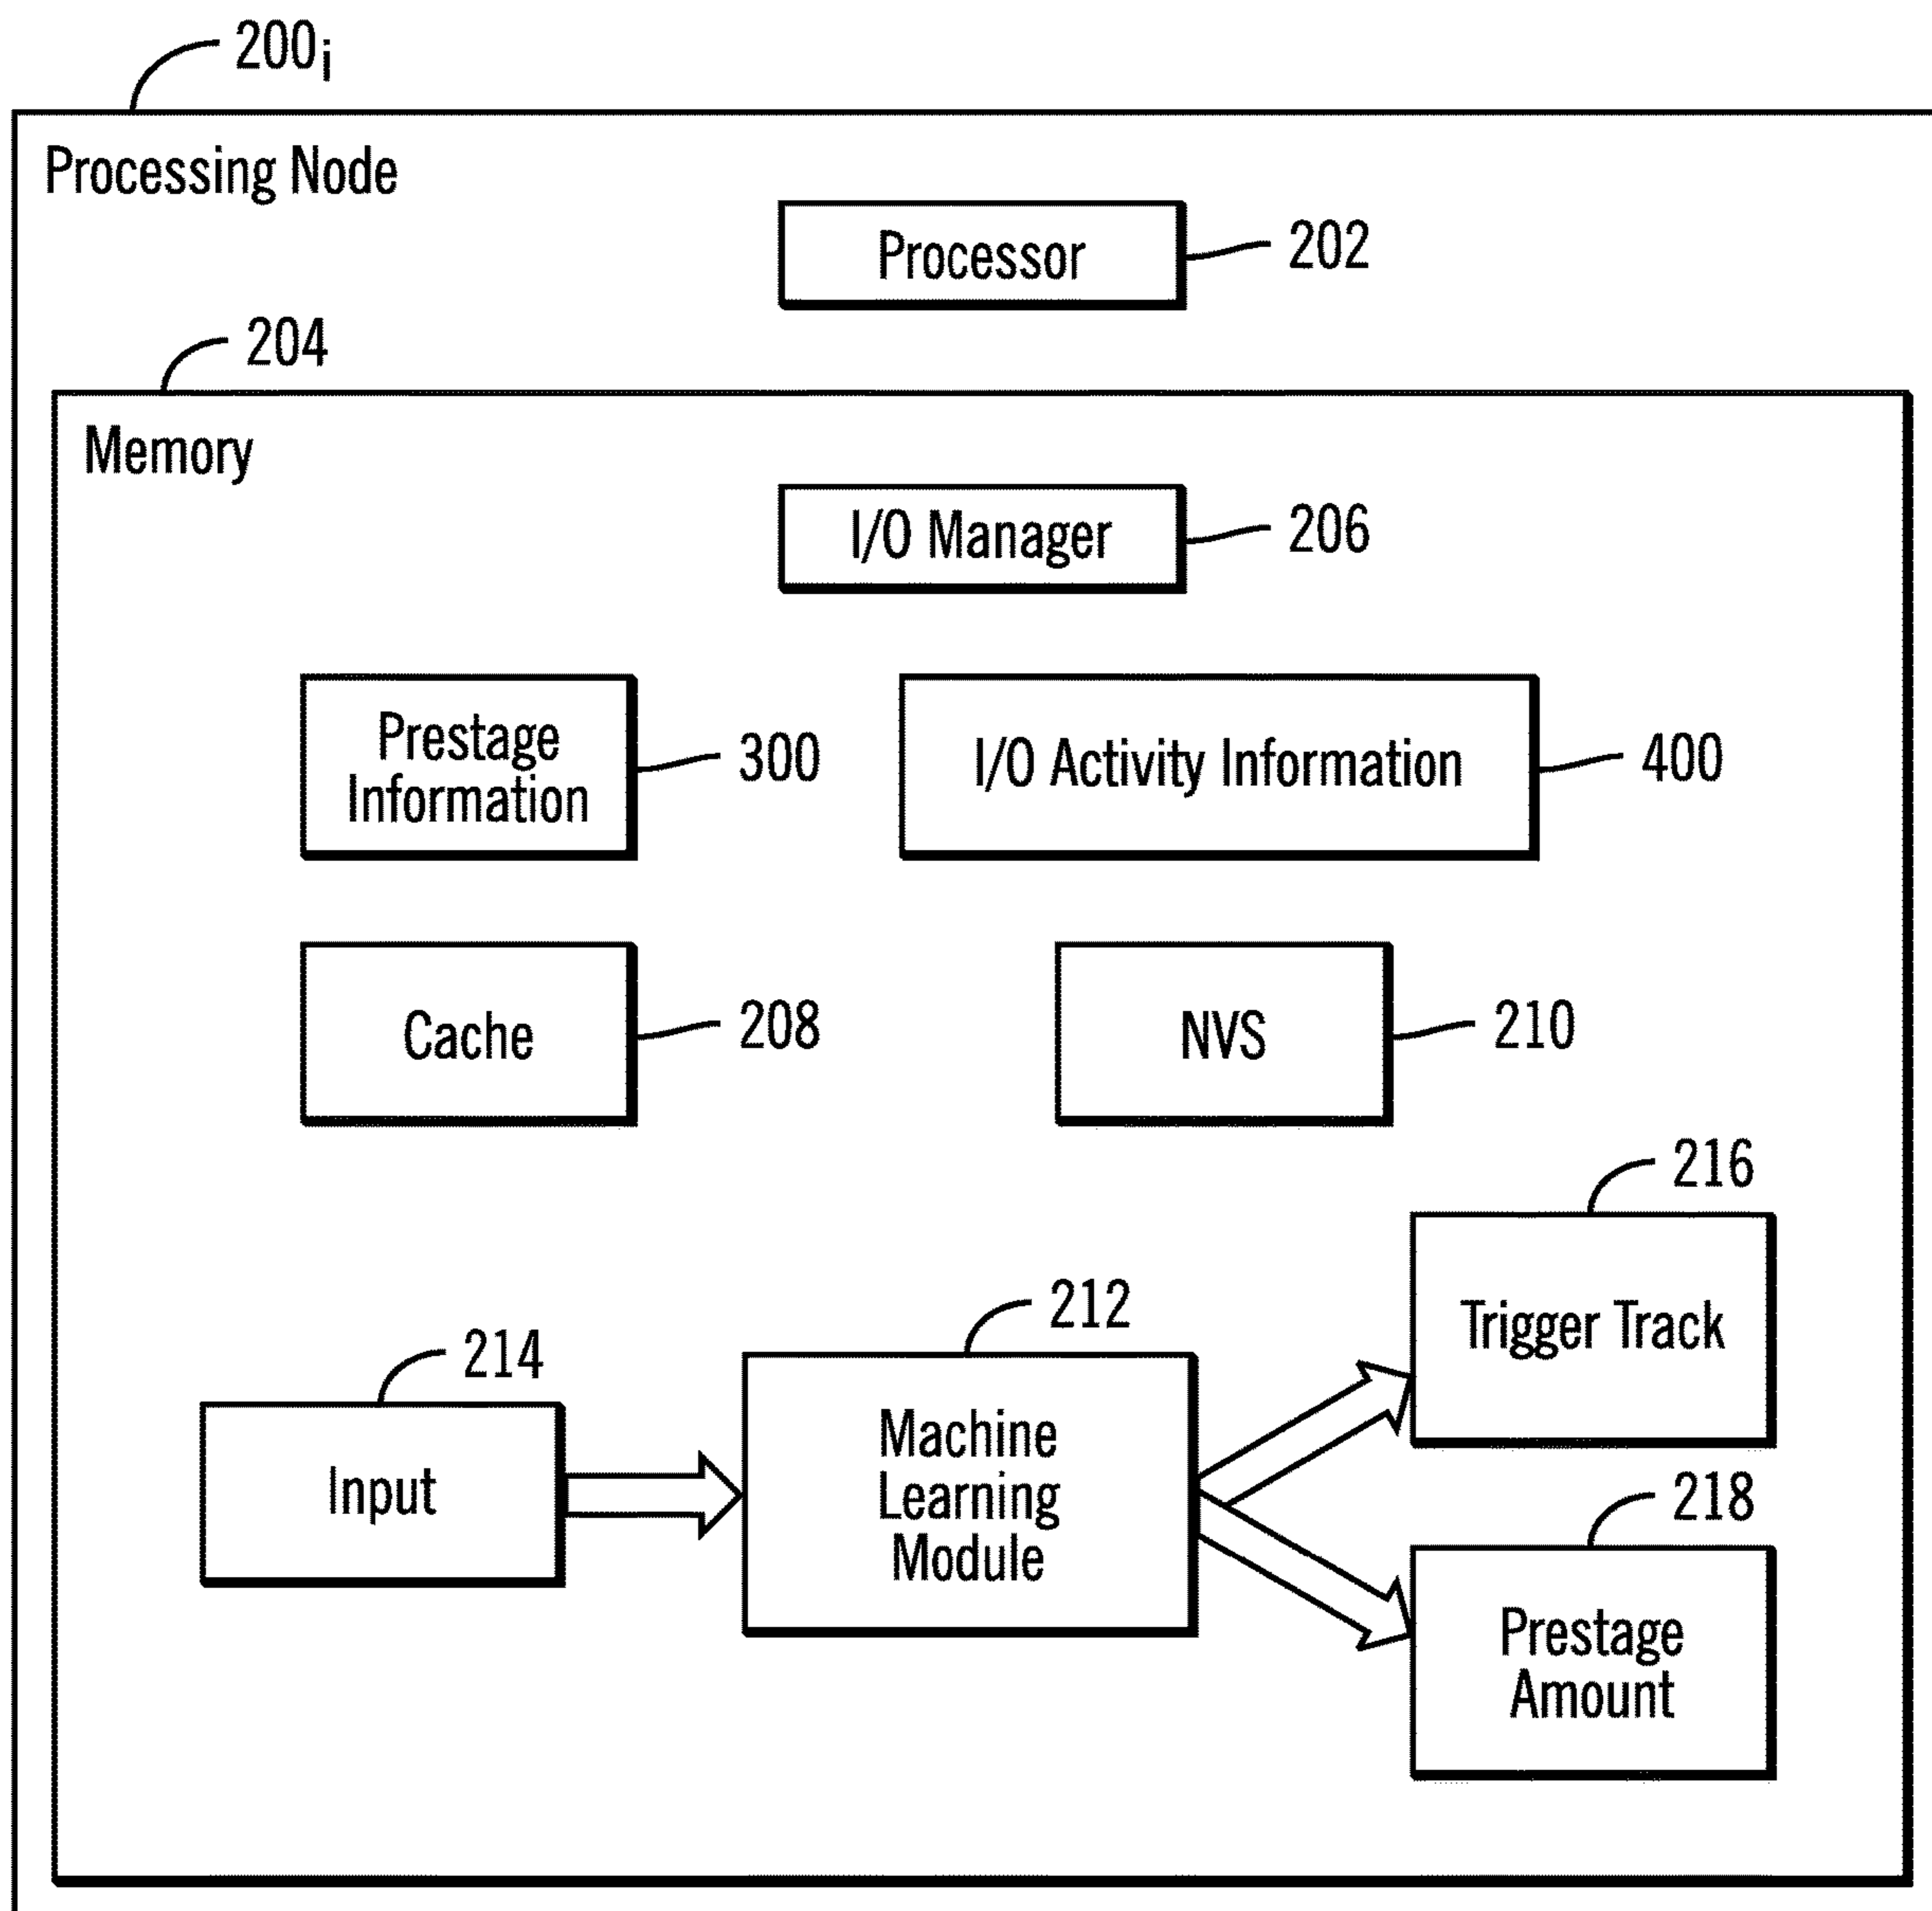 200i
Processing Node
Processor
202
204
Memory
I/O Manager
206
Prestage
Information
300
I/O Activity Information
400
Cache
208
NVS
210
216
Trigger Track
212
214
Input
Machine
Learning
Module
218
Prestage
Amount